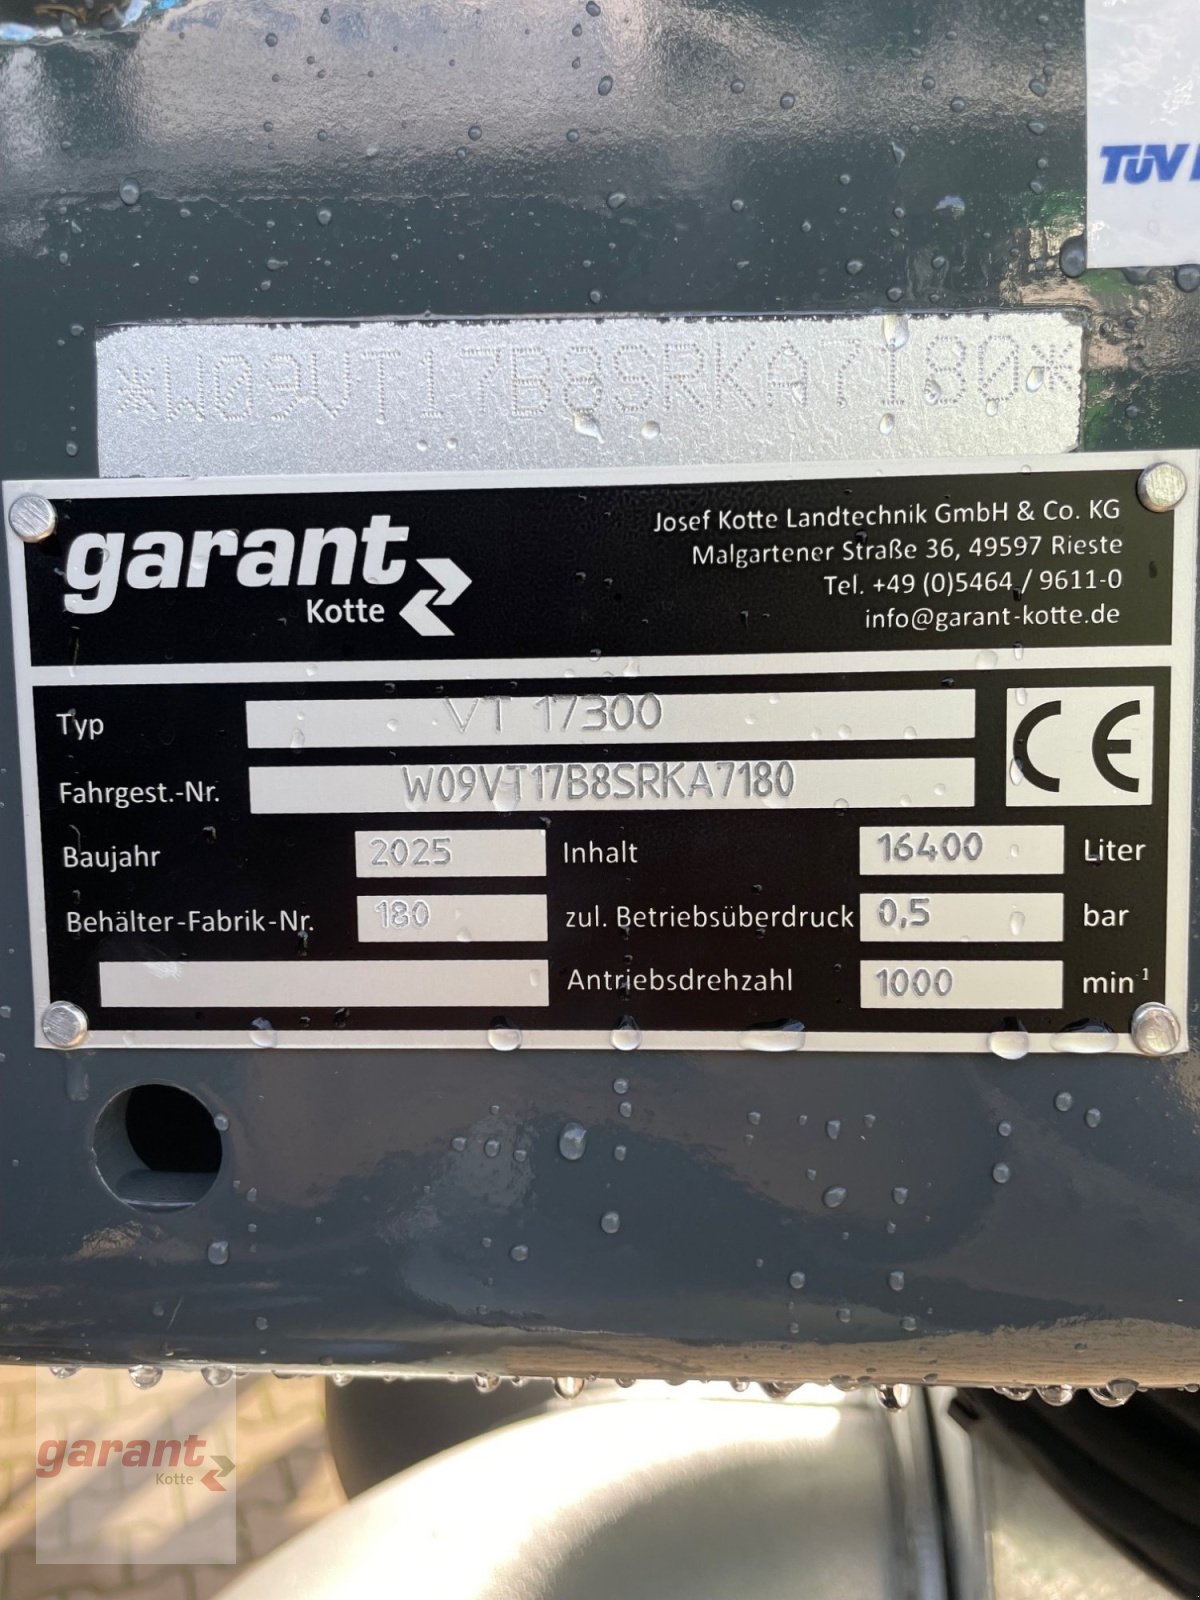 TÜV
*W09VT17B8SRKA7180*
garant
Kotte
Josef Kotte Landtechnik GmbH & Co. KG
Malgartener Straße 36, 49597 Rieste
Tel. +49 (0)5464 / 9611-0
info@garant-kotte.de
Typ VT 17300
CE
Fahrgest.-Nr. W09VT17B8SRKA7180
Baujahr 2025 Inhalt 16400 Liter
Behälter-Fabrik-Nr. 180 zul. Betriebsüberdruck 0,5 bar
Antriebsdrehzahl 1000 min⁻¹
garant
Kotte